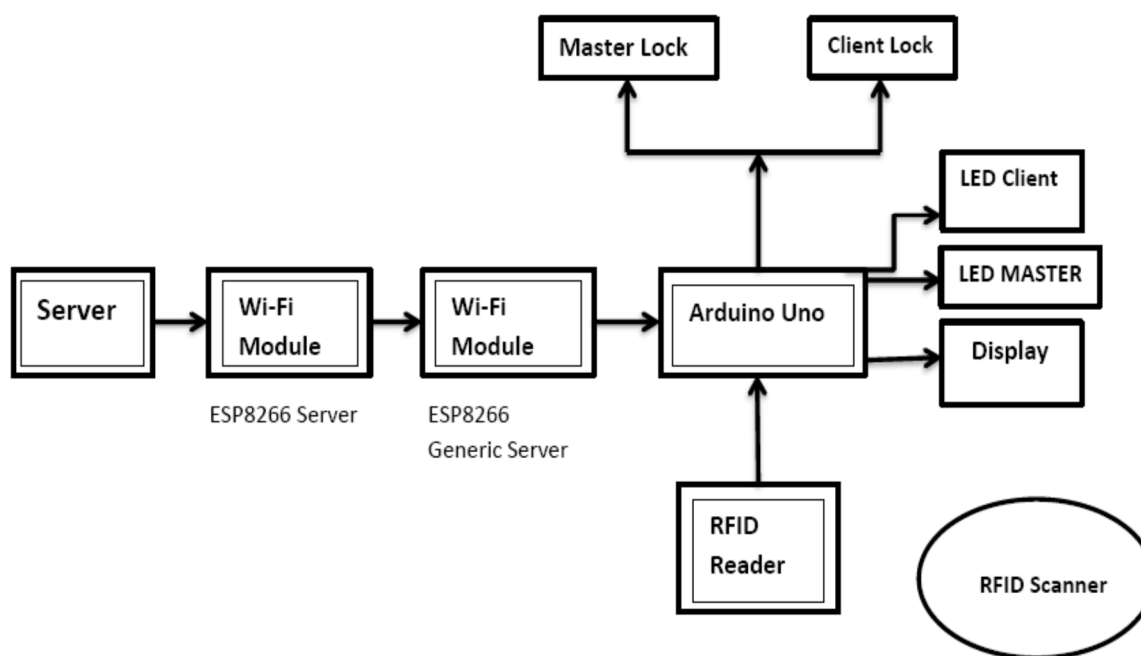 Master Lock
Client Lock
LED Client
LED MASTER
Display
Server
Wi-Fi
Module
Wi-Fi
Module
Arduino Uno
ESP8266 Server
ESP8266
Generic Server
RFID
Reader
RFID Scanner